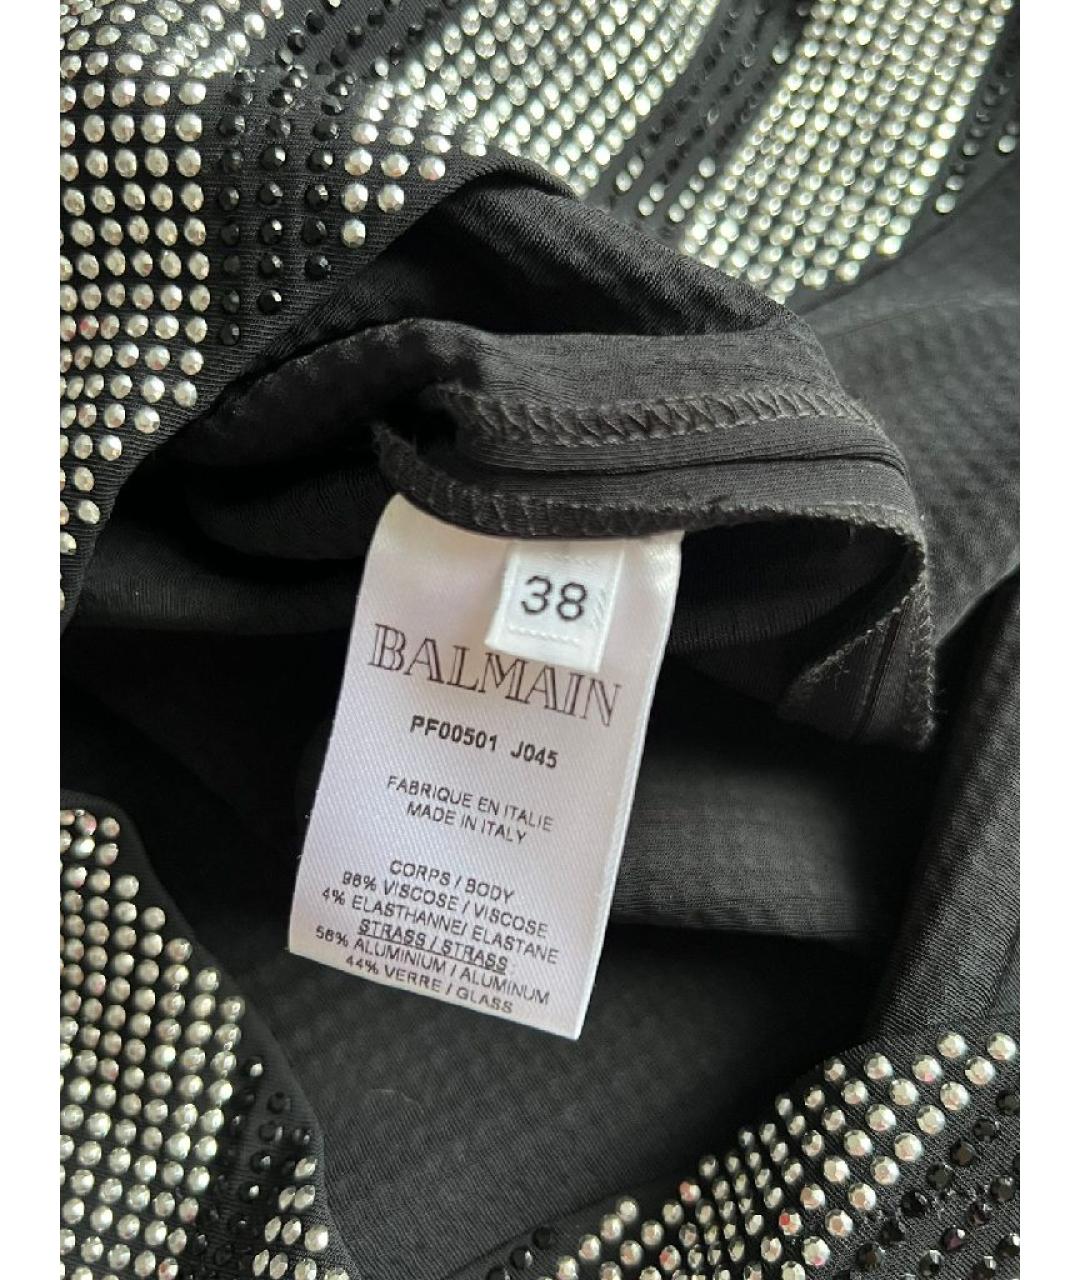 38
BALMAIN
PF00501 J045
FABRIQUE EN ITALIE
MADE IN ITALY
CORPS / BODY
96% VISCOSE / VISCOSE
4% ELASTHANNE/ ELASTANE
STRASS / STRASS
56% ALUMINIUM / ALUMINUM
44% VERRE / GLASS